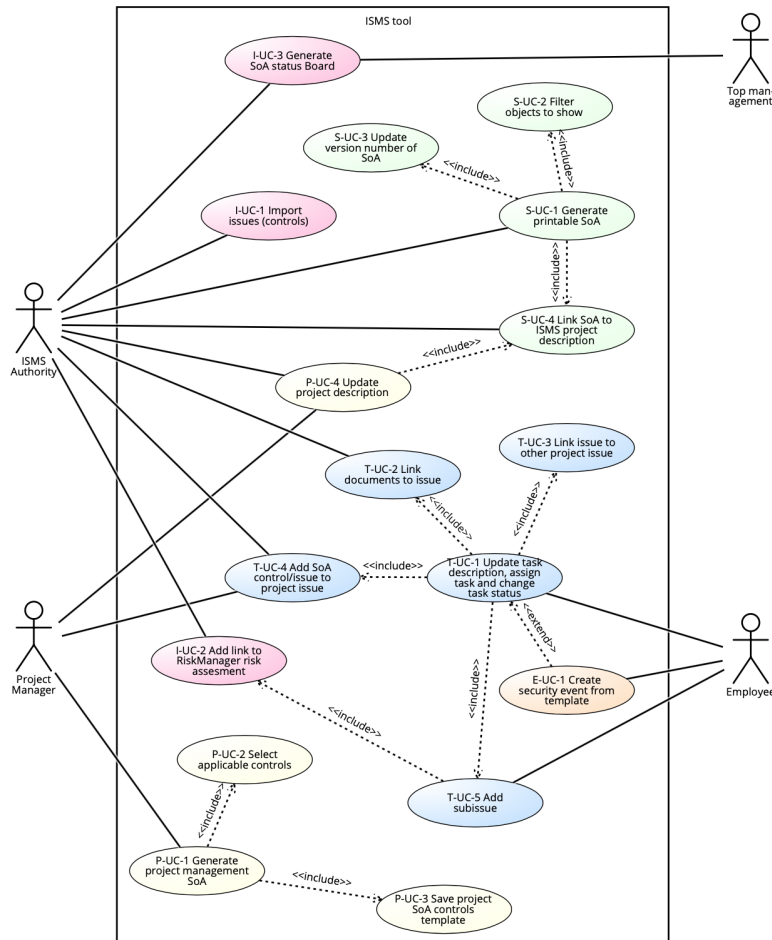 ISMS tool
I-UC-3 Generate
SoA status Board
Top man-
agement
S-UC-2 Filter
objects to show
S-UC-3 Update
version number of
SoA
<<include>>
<<include>>
I-UC-1 Import
issues (controls)
S-UC-1 Generate
printable SoA
<<include>>
S-UC-4 Link SoA to
ISMS project
description
ISMS
Authority
<<include>>
P-UC-4 Update
project description
T-UC-3 Link issue to
other project issue
T-UC-2 Link
documents to issue
<<include>>
<<include>>
T-UC-4 Add SoA
control/issue to
project issue
<<include>>
T-UC-1 Update task
description, assign
task and change
task status
<<extend>>
Project
Manager
I-UC-2 Add link to
RiskManager risk
assesment
E-UC-1 Create
security event from
template
Employee
<<include>>
<<include>>
P-UC-2 Select
applicable controls
T-UC-5 Add
subissue
<<include>>
P-UC-1 Generate
project management
SoA
<<include>>
P-UC-3 Save project
SoA controls
template